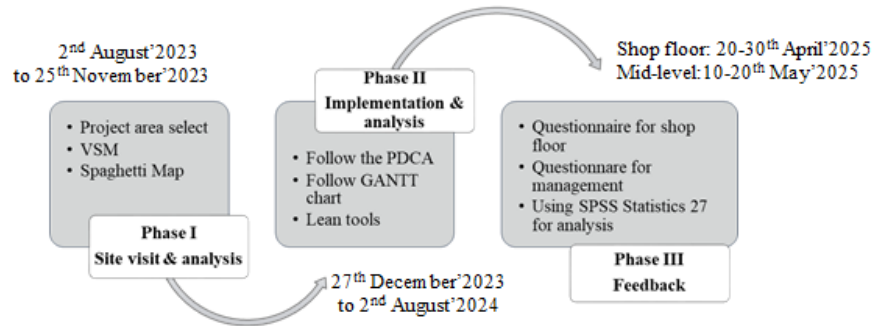 2nd August'2023
to 25th November'2023
• Project area select
• VSM
• Spaghetti Map
Phase I
Site visit & analysis
Phase II
Implementation &
analysis
• Follow the PDCA
• Follow GANTT
chart
• Lean tools
27th December'2023
to 2nd August'2024
Shop floor: 20-30th April'2025
Mid-level:10-20th May'2025
• Questionnaire for shop
floor
• Questionnare for
management
• Using SPSS Statistics 27
for analysis
Phase III
Feedback